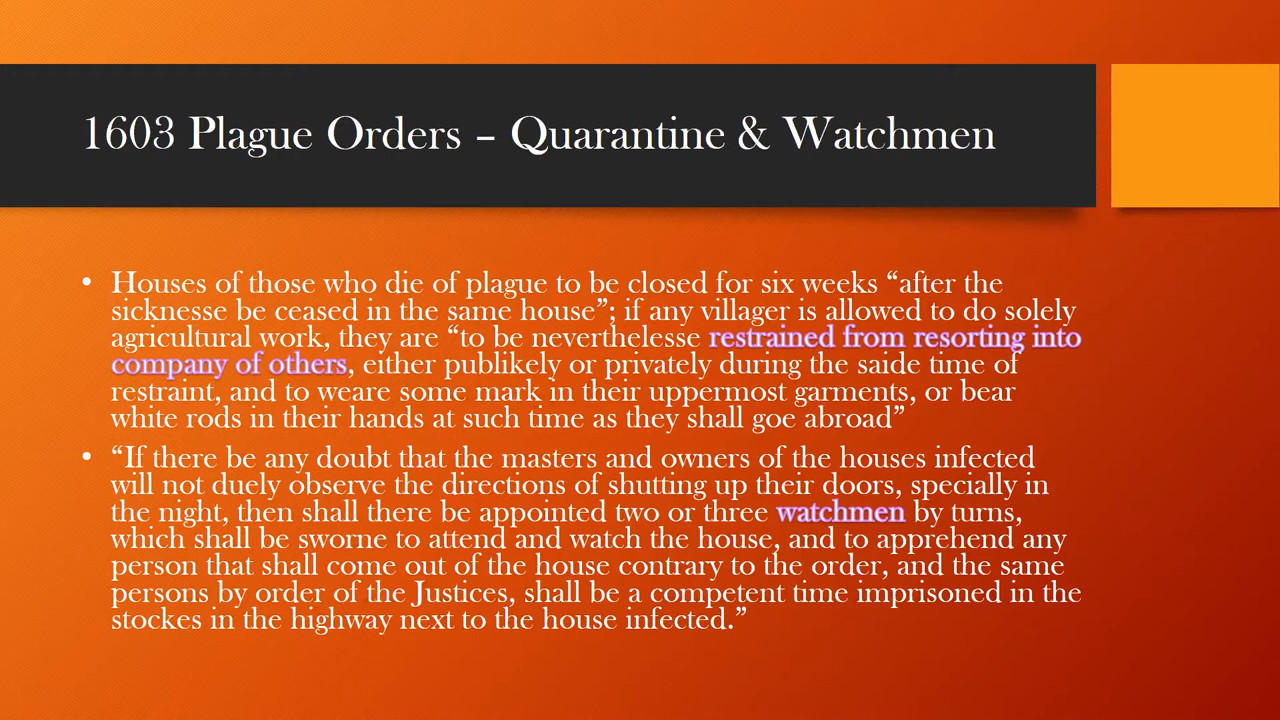 1603 Plague Orders – Quarantine & Watchmen
• Houses of those who die of plague to be closed for six weeks “after the
sicknesse be ceased in the same house”; if any villager is allowed to do solely
agricultural work, they are “to be neverthelesse restrained from resorting into
company of others, either publikely or privately during the saide time of
restraint, and to weare some mark in their uppermost garments, or bear
white rods in their hands at such time as they shall goe abroad”
• “If there be any doubt that the masters and owners of the houses infected
will not duely observe the directions of shutting up their doors, specially in
the night, then shall there be appointed two or three watchmen by turns,
which shall be sworne to attend and watch the house, and to apprehend any
person that shall come out of the house contrary to the order, and the same
persons by order of the Justices, shall be a competent time imprisoned in the
stockes in the highway next to the house infected.”